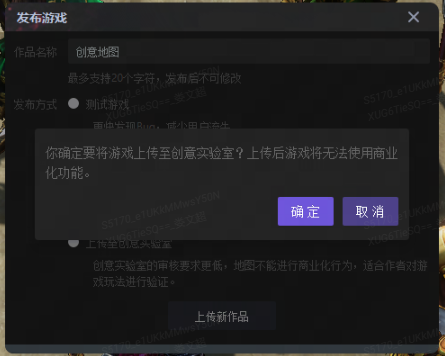 发布游戏
作品名称 创意地图
最多支持20个字符，发布后不可修改
发布方式 测试游戏
更快发现Bug，减少用户流失
你确定要将游戏上传至创意实验室？上传后游戏将无法使用商业
化功能。
确定 取消
上传至创意实验室
创意实验室的审核要求更低，地图不能进行商业化行为，适合作者对游
戏玩法进行验证。
上传新作品